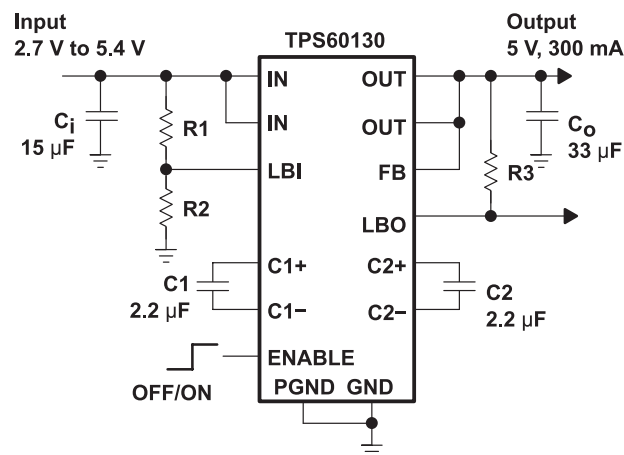 Input
2.7 V to 5.4 V
TPS60130
Output
5 V, 300 mA
IN
OUT
Ci
15 μF
R1
IN
OUT
Co
33 μF
LBI
FB
R3
R2
LBO
C1
2.2 μF
C1+
C2+
C2
2.2 μF
C1−
C2−
ENABLE
OFF/ON
PGND GND